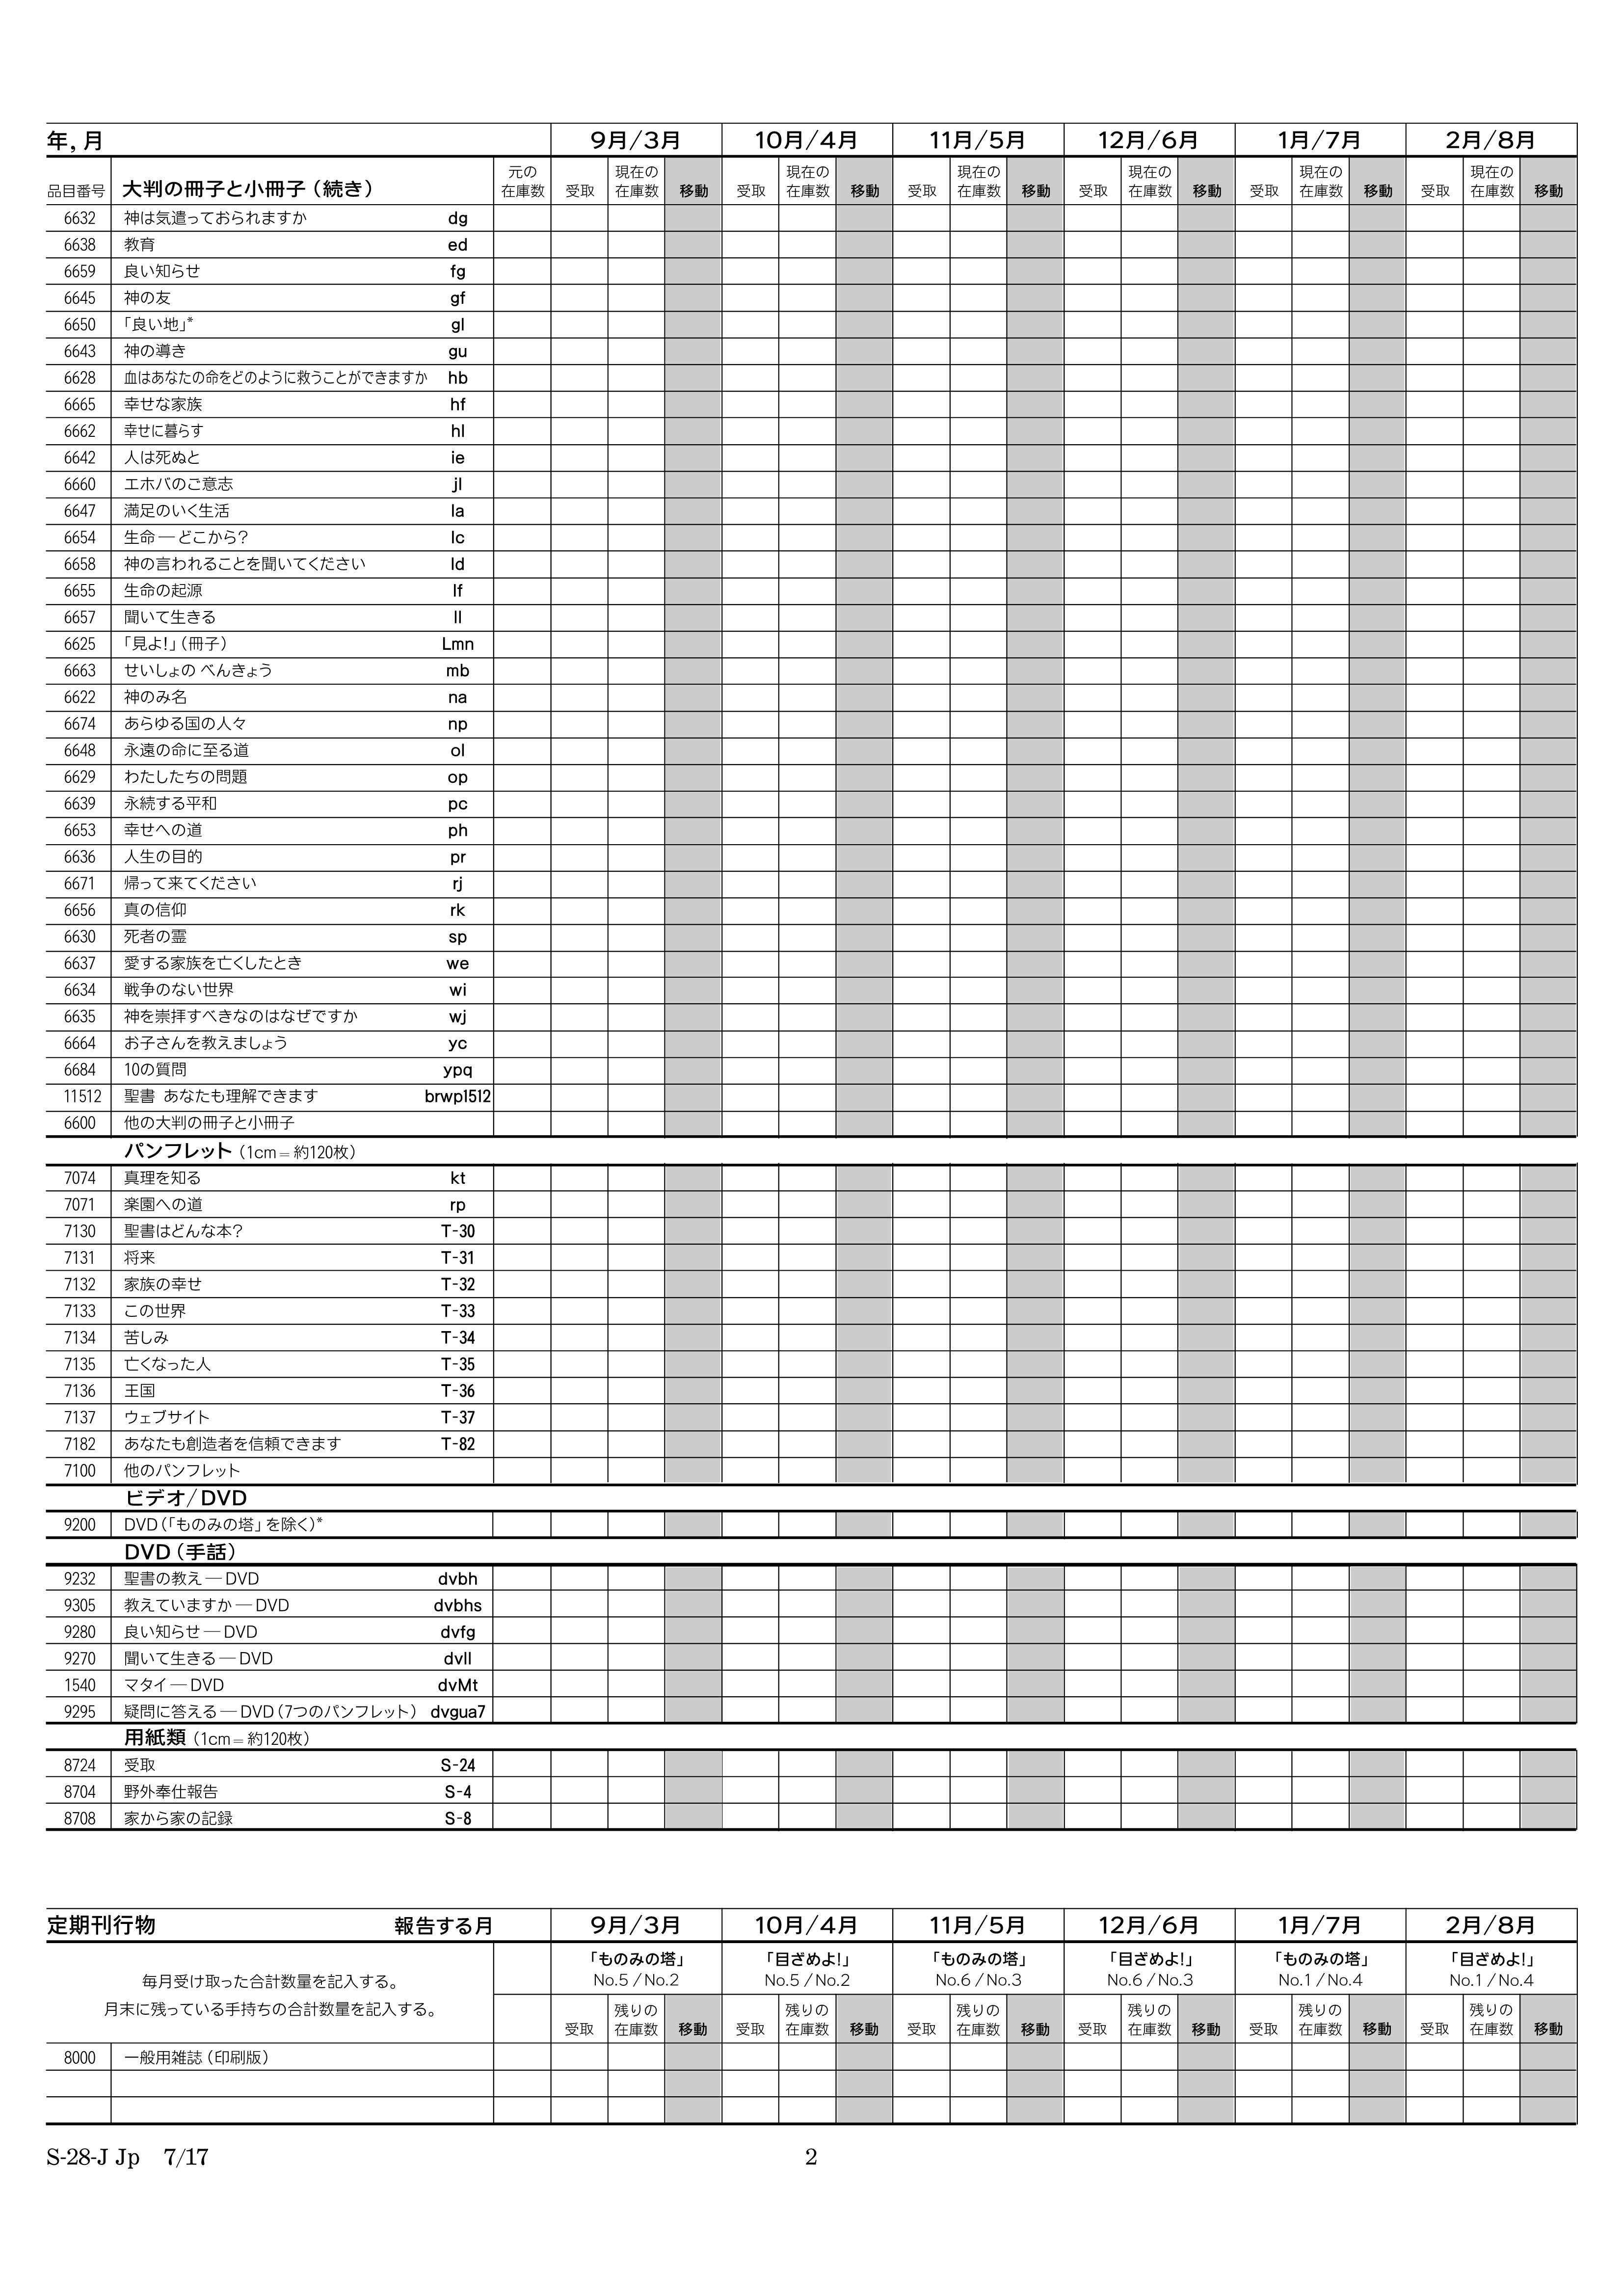 年, 月 9月/3月 10月/4月 11月/5月 12月/6月 1月/7月 2月/8月
品目番号 大判の冊子と小冊子（続き） 元の在庫数 受取 現在の在庫数 移動 受取 現在の在庫数 移動 受取 現在の在庫数 移動 受取 現在の在庫数 移動 受取 現在の在庫数 移動 受取 現在の在庫数 移動
6632 神は気遣っておられますか dg
6638 教育 ed
6659 良い知らせ fg
6645 神の友 gf
6650 「良い地」* gl
6643 神の導き gu
6628 血はあなたの命をどのように救うことができますか hb
6665 幸せな家族 hf
6662 幸せに暮らす hl
6642 人は死ぬと ie
6660 エホバのご意志 jl
6647 満足のいく生活 la
6654 生命 ― どこから? lc
6658 神の言われることを聞いてください ld
6655 生命の起源 lf
6657 聞いて生きる ll
6625 「見よ!」（冊子） Lmn
6663 せいしょの べんきょう mb
6622 神のみ名 na
6674 あらゆる国の人々 np
6648 永遠の命に至る道 ol
6629 わたしたちの問題 op
6639 永続する平和 pc
6653 幸せへの道 ph
6636 人生の目的 pr
6671 帰って来てください rj
6656 真の信仰 rk
6630 死者の霊 sp
6637 愛する家族を亡くしたとき we
6634 戦争のない世界 wi
6635 神を崇拝すべきなのはなぜですか wj
6664 お子さんを教えましょう yc
6684 10の質問 ypq
11512 聖書 あなたも理解できます brwp1512
6600 他の大判の冊子と小冊子
パンフレット（1cm＝約120枚）
7074 真理を知る kt
7071 楽園への道 rp
7130 聖書はどんな本? T-30
7131 将来 T-31
7132 家族の幸せ T-32
7133 この世界 T-33
7134 苦しみ T-34
7135 亡くなった人 T-35
7136 王国 T-36
7137 ウェブサイト T-37
7182 あなたも創造者を信頼できます T-82
7100 他のパンフレット
ビデオ/DVD
9200 DVD（「ものみの塔」を除く）*
DVD（手話）
9232 聖書の教え ― DVD dvbh
9305 教えていますか ― DVD dvbhs
9280 良い知らせ ― DVD dvfg
9270 聞いて生きる ― DVD dvll
1540 マタイ ― DVD dvMt
9295 疑問に答える ― DVD（7つのパンフレット） dvgua7
用紙類（1cm＝約120枚）
8724 受取 S-24
8704 野外奉仕報告 S-4
8708 家から家の記録 S-8
定期刊行物 報告する月 9月/3月 10月/4月 11月/5月 12月/6月 1月/7月 2月/8月
「ものみの塔」 「目ざめよ!」 「ものみの塔」 「目ざめよ!」 「ものみの塔」 「目ざめよ!」
毎月受け取った合計数量を記入する。 No.5 / No.2 No.5 / No.2 No.6 / No.3 No.6 / No.3 No.1 / No.4 No.1 / No.4
月末に残っている手持ちの合計数量を記入する。
受取 残りの在庫数 移動 受取 残りの在庫数 移動 受取 残りの在庫数 移動 受取 残りの在庫数 移動 受取 残りの在庫数 移動 受取 残りの在庫数 移動
8000 一般用雑誌（印刷版）
S-28-J Jp 7/17 2